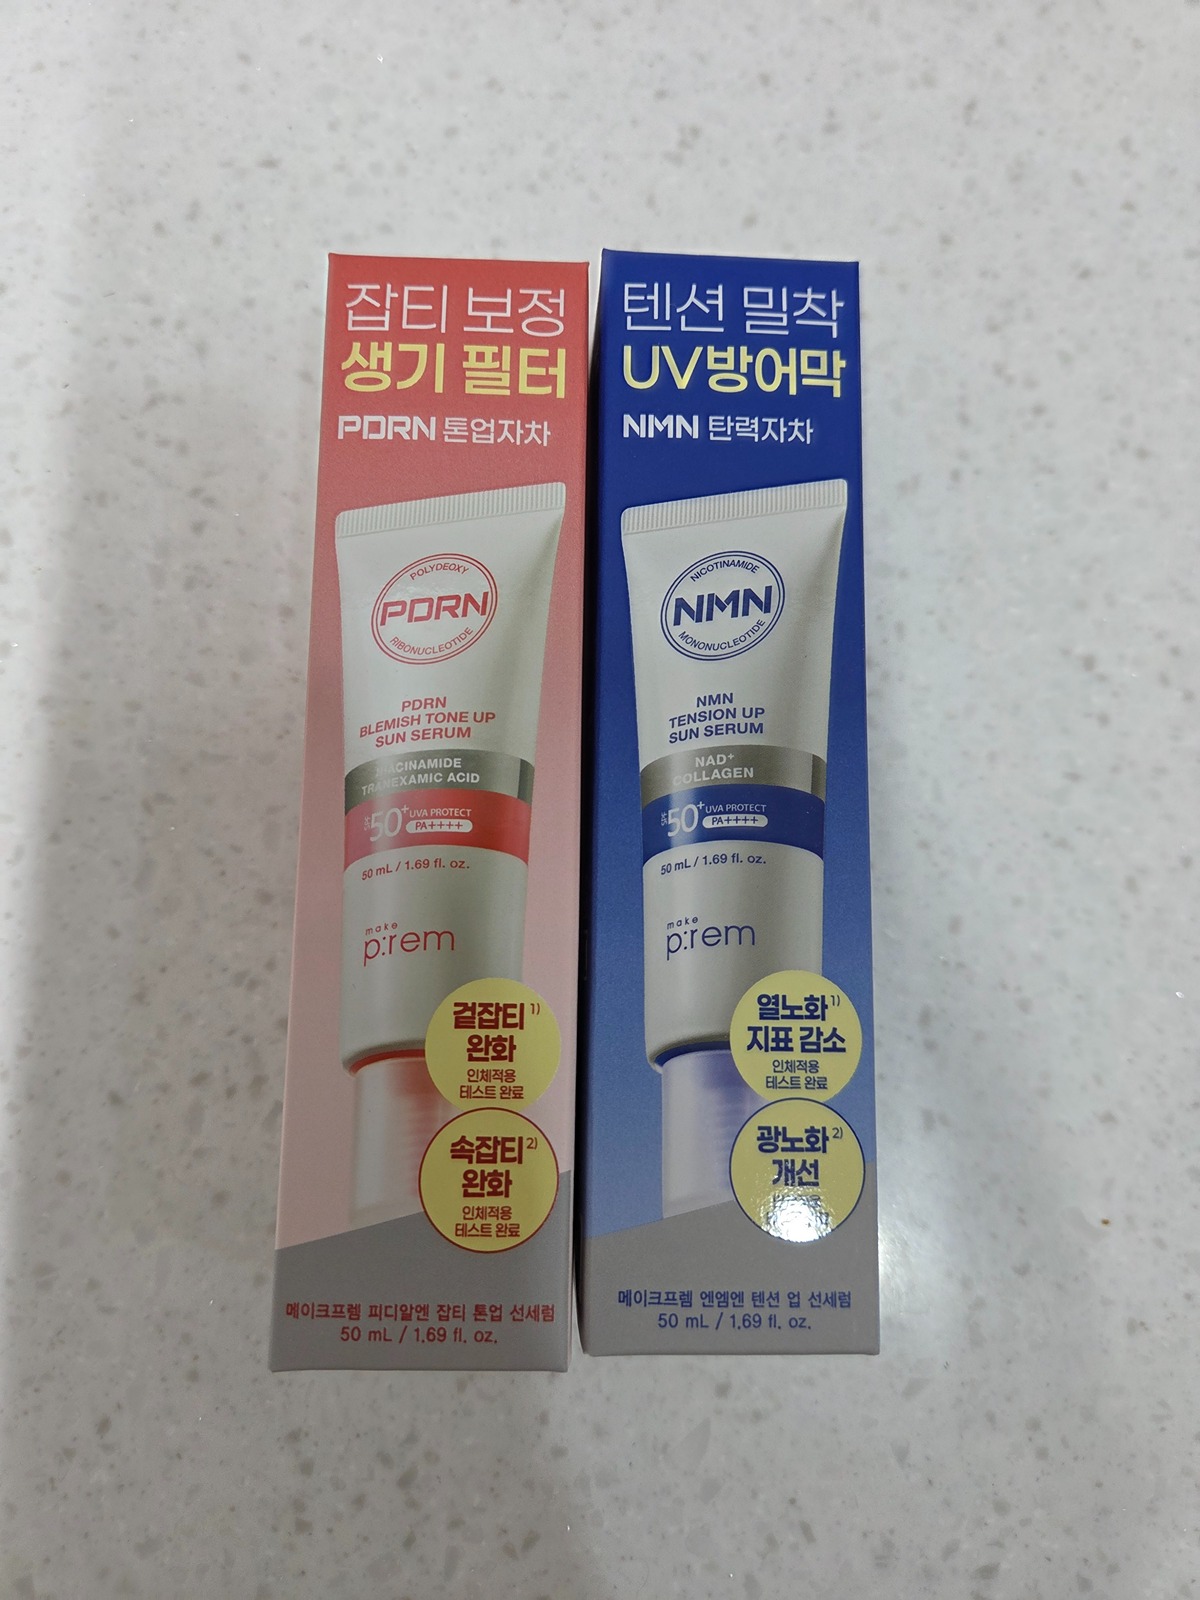 잡티 보정
생기 필터
PDRN 톤업자차
POLYDEOXY
PDRN
RIBONUCLEOTIDE
PDRN
BLEMISH TONE UP
SUN SERUM
NIACINAMIDE
TRANEXAMIC ACID
SPF 50+ UVA PROTECT
PA++++
50 mL / 1.69 fl. oz.
make
p:rem
겉잡티1)
완화
인체적용
테스트 완료
속잡티2)
완화
인체적용
테스트 완료
메이크프렘 피디알엔 잡티 톤업 선세럼
50 mL / 1.69 fl. oz.
텐션 밀착
UV방어막
NMN 탄력자차
NICOTINAMIDE
NMN
MONONUCLEOTIDE
NMN
TENSION UP
SUN SERUM
NAD+
COLLAGEN
SPF 50+ UVA PROTECT
PA++++
50 mL / 1.69 fl. oz.
make
p:rem
열노화1)
지표 감소
인체적용
테스트 완료
광노화2)
개선
메이크프렘 엔엠엔 텐션 업 선세럼
50 mL / 1.69 fl. oz.